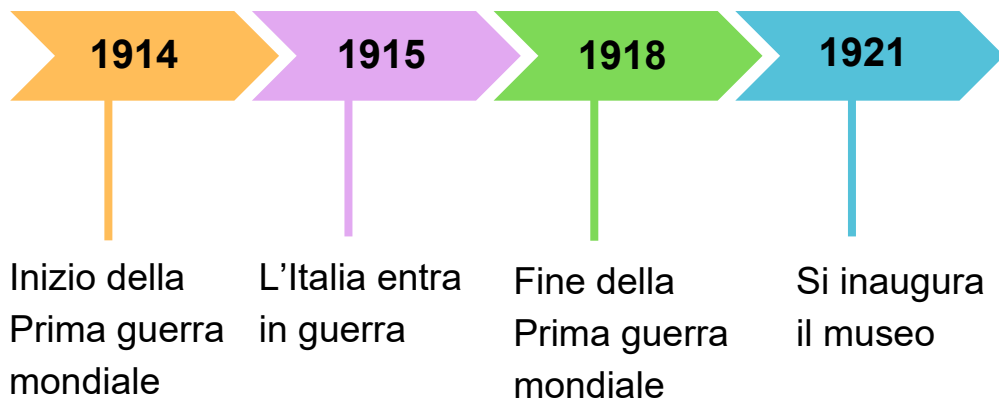 1914
1915
1918
1921
Inizio della
Prima guerra
mondiale
L’Italia entra
in guerra
Fine della
Prima guerra
mondiale
Si inaugura
il museo